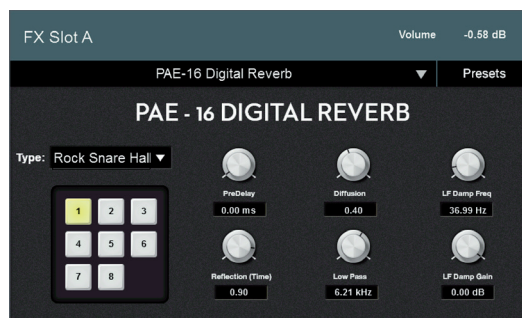 FX Slot A
Volume -0.58 dB
PAE-16 Digital Reverb ▼ Presets
PAE - 16 DIGITAL REVERB
Type: Rock Snare Hall ▼
1 2 3
4 5 6
7 8
PreDelay Diffusion LF Damp Freq
0.00 ms 0.40 36.99 Hz
Reflection (Time) Low Pass LF Damp Gain
0.90 6.21 kHz 0.00 dB